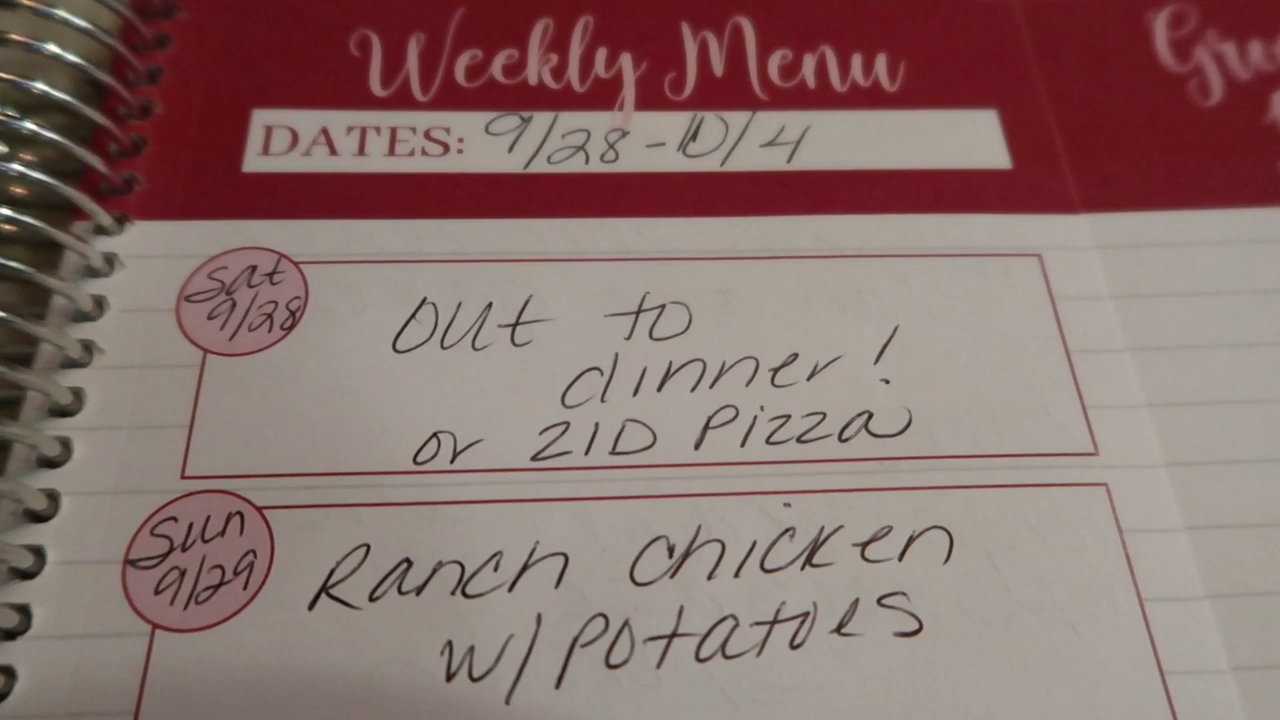 Weekly Menu
Gro
DATES: 9/28-10/4
Sat
9/28
OUt to
dinner!
or 21D Pizza
Sun
9/29
Ranch chicken
w/ potatoes